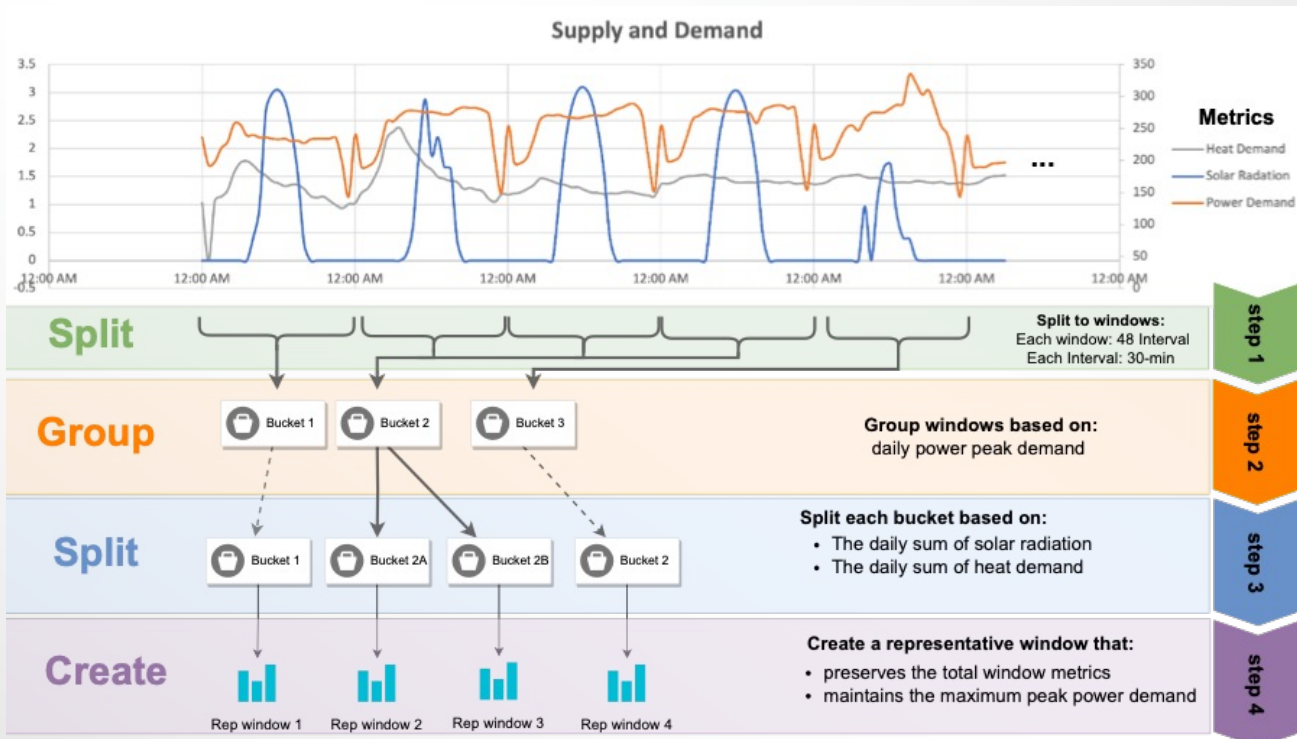 Supply and Demand
3.5
3
2.5
2
1.5
1
0.5
0
-0.5
350
300
250
200
150
100
50
0
12:00 AM
12:00 AM
12:00 AM
12:00 AM
12:00 AM
12:00 AM
12:00 AM
12:00 AM
...
Metrics
Heat Demand
Solar Radation
Power Demand
Split
Split to windows:
Each window: 48 Interval
Each Interval: 30-min
step 1
Group
Bucket 1
Bucket 2
Bucket 3
Group windows based on:
daily power peak demand
step 2
Split
Bucket 1
Bucket 2A
Bucket 2B
Bucket 2
Split each bucket based on:
• The daily sum of solar radiation
• The daily sum of heat demand
step 3
Create
Rep window 1
Rep window 2
Rep window 3
Rep window 4
Create a representative window that:
• preserves the total window metrics
• maintains the maximum peak power demand
step 4